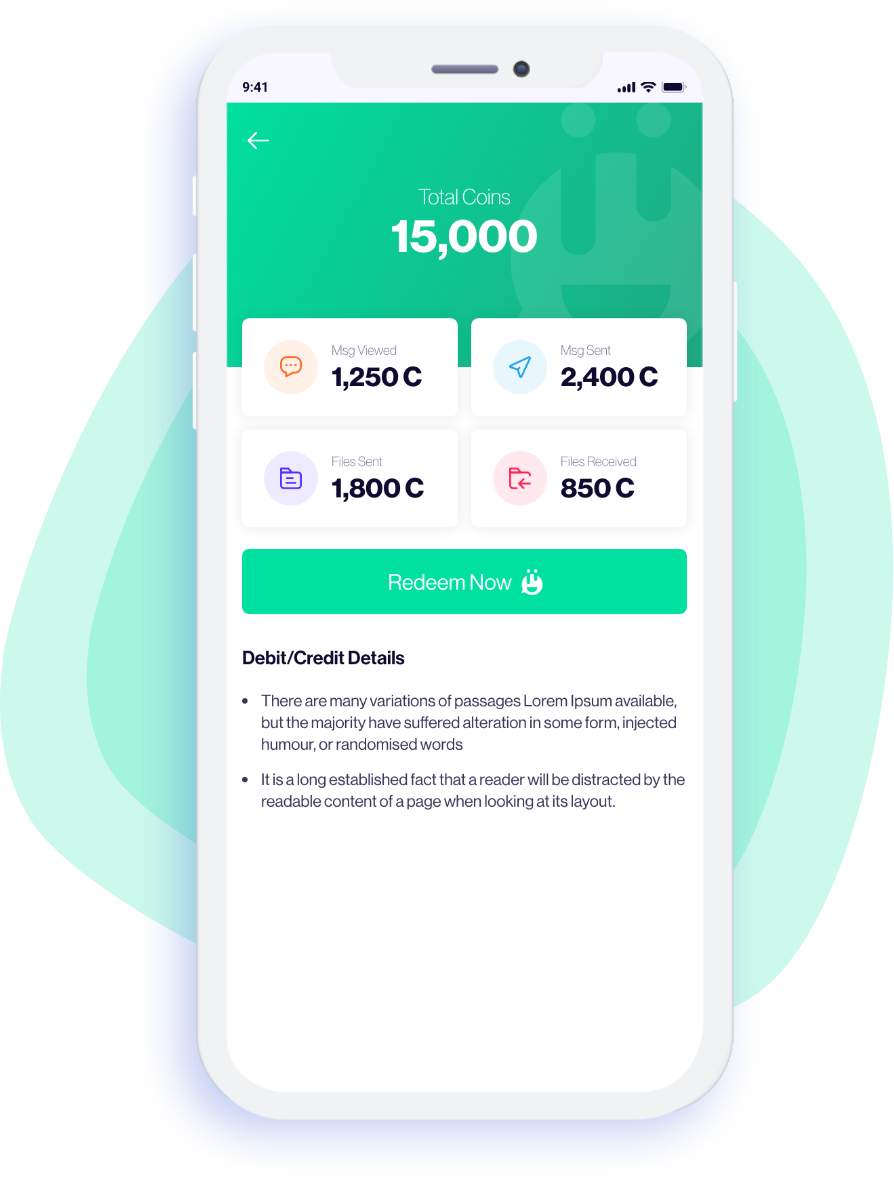 9:41
Total Coins
15,000
Msg Viewed
1,250 C
Msg Sent
2,400 C
Files Sent
1,800 C
Files Received
850 C
Redeem Now
Debit/Credit Details
• There are many variations of passages Lorem Ipsum available,
but the majority have suffered alteration in some form, injected
humour, or randomised words
• It is a long established fact that a reader will be distracted by the
readable content of a page when looking at its layout.